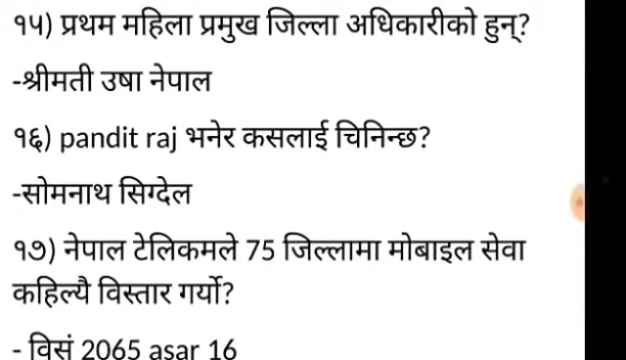 १५) प्रथम महिला प्रमुख जिल्ला अधिकारीको हुन्?
-श्रीमती उषा नेपाल
१६) pandit raj भनेर कसलाई चिनिन्छ?
-सोमनाथ सिग्देल
१७) नेपाल टेलिकमले 75 जिल्लामा मोबाइल सेवा
कहिल्यै विस्तार गर्यो?
- विसं 2065 asar 16